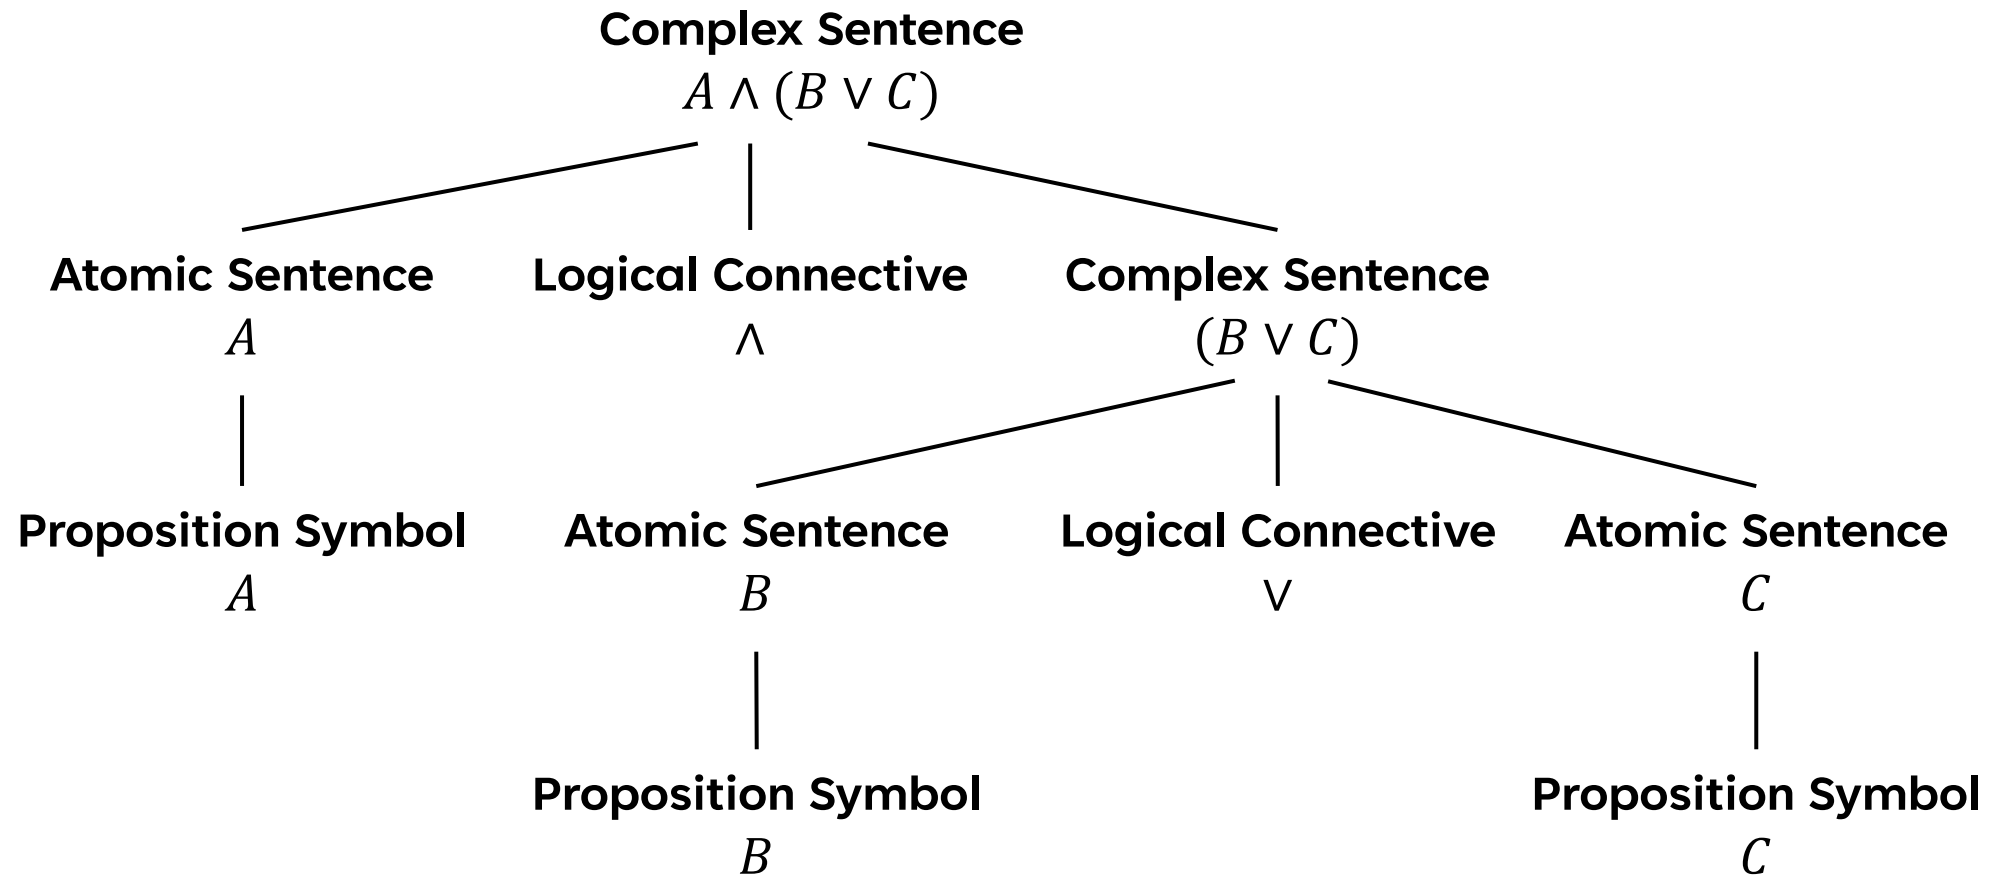 Complex Sentence
A ∧ (B ∨ C)
Atomic Sentence Logical Connective Complex Sentence
A ∧ (B ∨ C)
Proposition Symbol Atomic Sentence Logical Connective Atomic Sentence
A B ∨ C
Proposition Symbol Proposition Symbol
B C